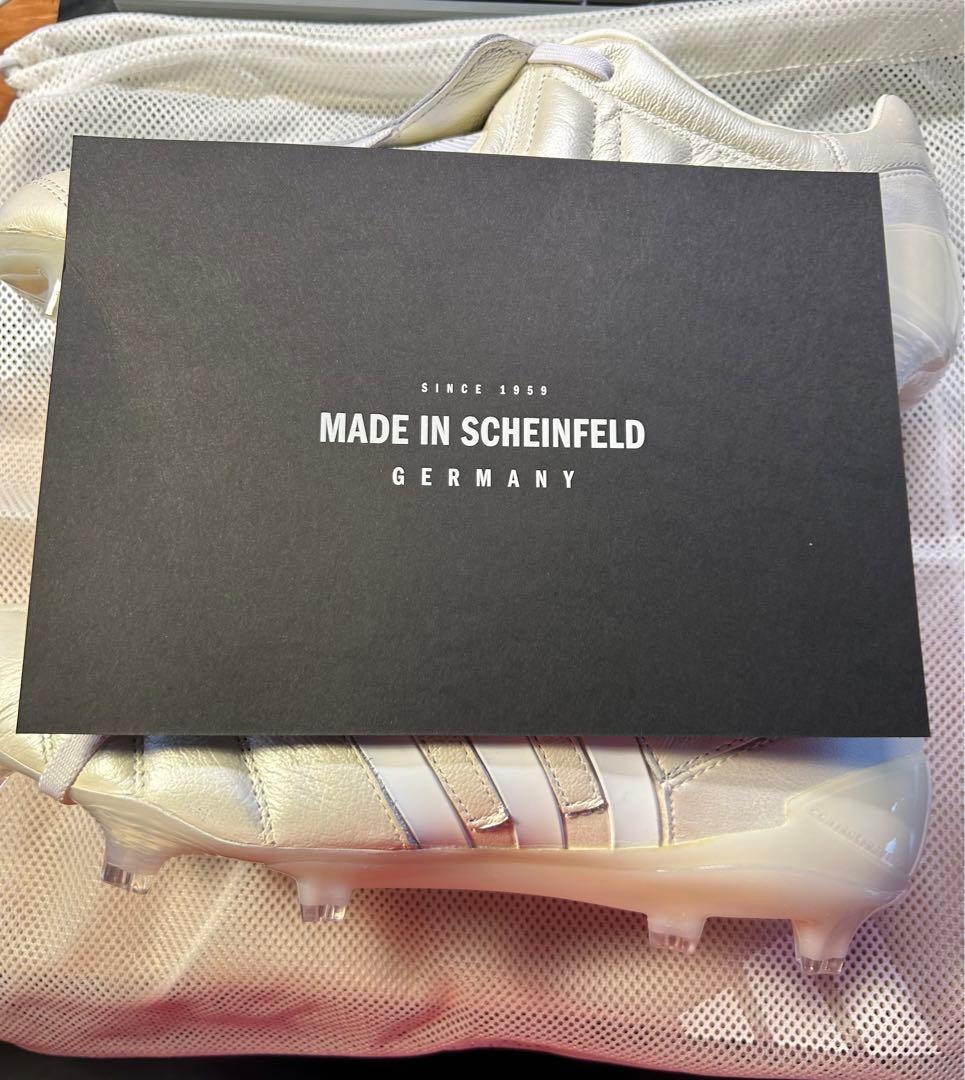 SINCE 1959
MADE IN SCHEINFELD
GERMANY